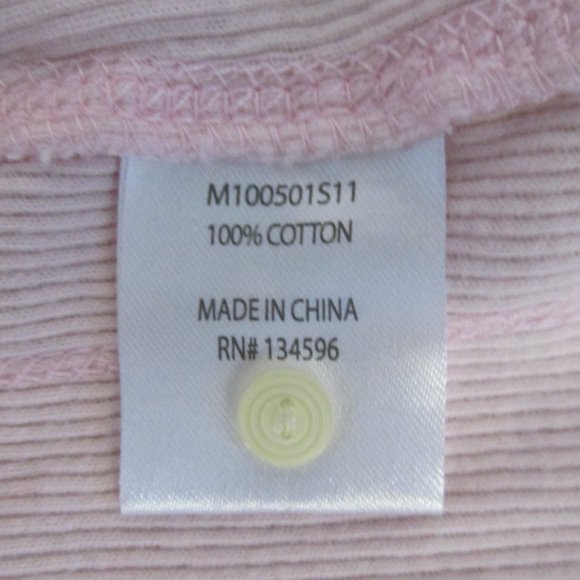 M100501S11
100% COTTON
MADE IN CHINA
RN# 134596